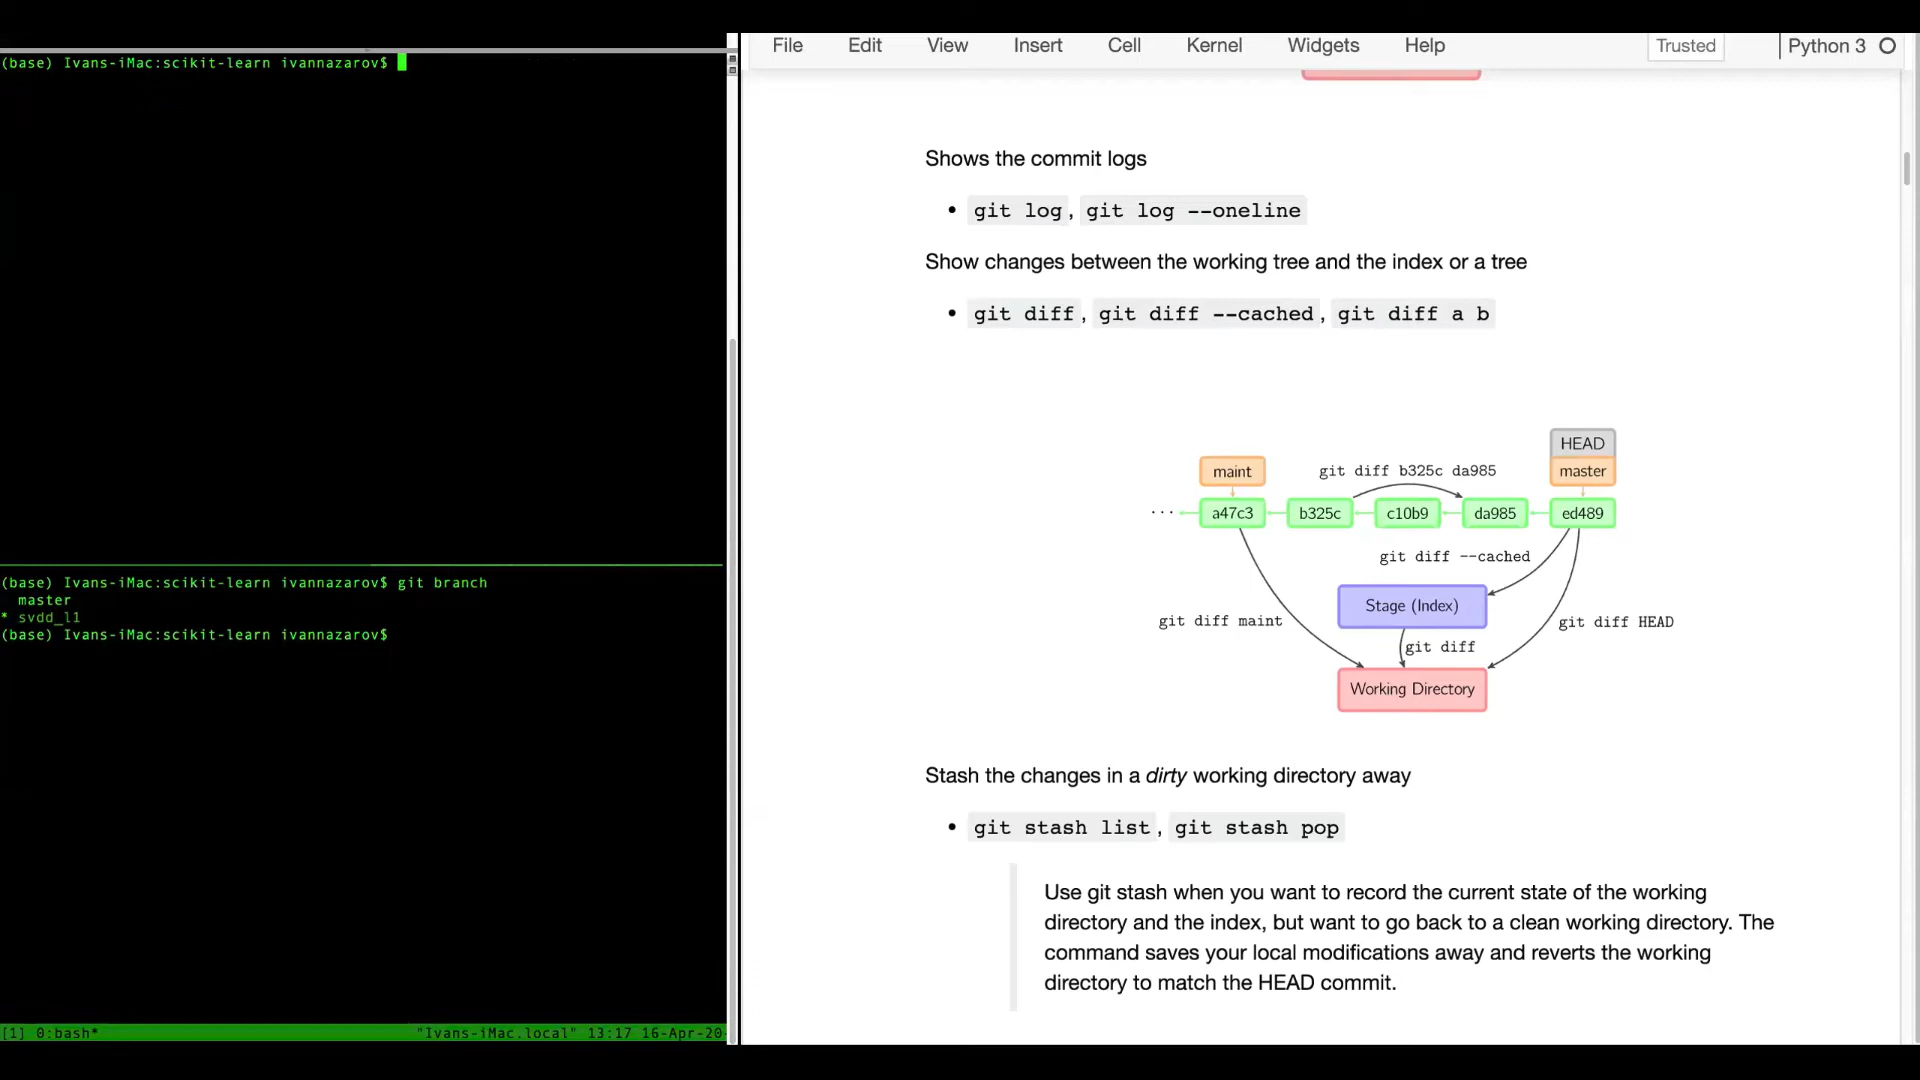 (base) Ivans-iMac:scikit-learn ivannazarov$
(base) Ivans-iMac:scikit-learn ivannazarov$ git branch
master
* svdd_l1
(base) Ivans-iMac:scikit-learn ivannazarov$
[1] 0:bash* "Ivans-iMac.local" 13:17 16-Apr-20
File Edit View Insert Cell Kernel Widgets Help Trusted Python 3
Shows the commit logs
• git log, git log --oneline
Show changes between the working tree and the index or a tree
• git diff, git diff --cached, git diff a b
HEAD
maint git diff b325c da985 master
... a47c3 b325c c10b9 da985 ed489
git diff --cached
Stage (Index)
git diff maint git diff HEAD
git diff
Working Directory
Stash the changes in a dirty working directory away
• git stash list, git stash pop
Use git stash when you want to record the current state of the working
directory and the index, but want to go back to a clean working directory. The
command saves your local modifications away and reverts the working
directory to match the HEAD commit.